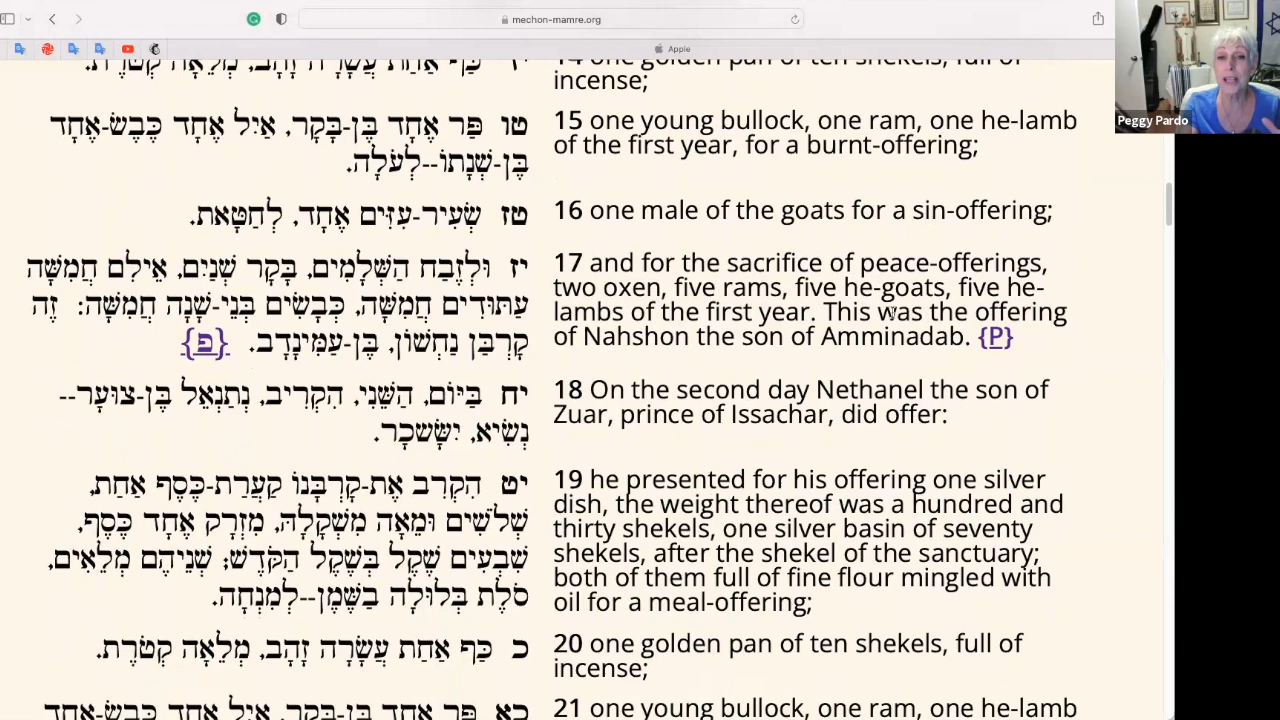 mechon-mamre.org
Apple
Peggy Pardo
יז כַּף אַחַת עֲשָׂרָה זָהָב, מְלֵאָה קְטֹרֶת.
14 one golden pan of ten shekels, full of
incense;
טו פַּר אֶחָד בֶּן-בָּקָר, אַיִל אֶחָד כֶּבֶשׂ-אֶחָד
בֶּן-שְׁנָתוֹ--לְעֹלָה.
15 one young bullock, one ram, one he-lamb
of the first year, for a burnt-offering;
טז שְׂעִיר-עִזִּים אֶחָד, לְחַטָּאת.
16 one male of the goats for a sin-offering;
יז וּלְזֶבַח הַשְּׁלָמִים, בָּקָר שְׁנַיִם, אֵילִם חֲמִשָּׁה
עַתּוּדִים חֲמִשָּׁה, כְּבָשִׂים בְּנֵי-שָׁנָה חֲמִשָּׁה: זֶה
קָרְבַּן נַחְשׁוֹן, בֶּן-עַמִּינָדָב. {פ}
17 and for the sacrifice of peace-offerings,
two oxen, five rams, five he-goats, five he-
lambs of the first year. This was the offering
of Nahshon the son of Amminadab. {P}
יח בַּיּוֹם, הַשֵּׁנִי, הִקְרִיב, נְתַנְאֵל בֶּן-צוּעָר--
נְשִׂיא, יִשָּׂשכָר.
18 On the second day Nethanel the son of
Zuar, prince of Issachar, did offer:
יט הִקְרִב אֶת-קָרְבָּנוֹ קַעֲרַת-כֶּסֶף אַחַת,
שְׁלֹשִׁים וּמֵאָה מִשְׁקָלָהּ, מִזְרָק אֶחָד כֶּסֶף,
שִׁבְעִים שֶׁקֶל בְּשֶׁקֶל הַקֹּדֶשׁ; שְׁנֵיהֶם מְלֵאִים,
סֹלֶת בְּלוּלָה בַשֶּׁמֶן--לְמִנְחָה.
19 he presented for his offering one silver
dish, the weight thereof was a hundred and
thirty shekels, one silver basin of seventy
shekels, after the shekel of the sanctuary;
both of them full of fine flour mingled with
oil for a meal-offering;
כ כַּף אַחַת עֲשָׂרָה זָהָב, מְלֵאָה קְטֹרֶת.
20 one golden pan of ten shekels, full of
incense;
כא פַּר אֶחָד בֶּן-בָּקָר, אַיִל אֶחָד כֶּבֶשׂ-אֶחָד
21 one young bullock, one ram, one he-lamb